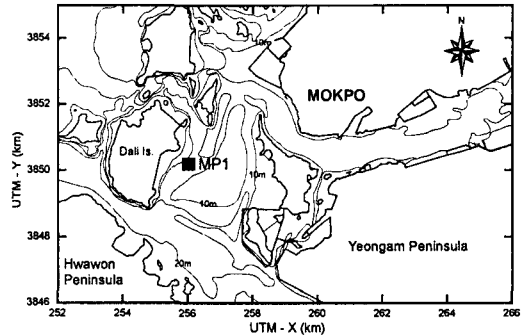 3855
N
10m
MOKPO
3852
Dali Is.
MP1
3850
10m
10m
UTM - Y (km)
3848
Yeongam Peninsula
Hwawon
Peninsula
20m
3846
252
254
256
258
260
262
264
266
UTM - X (km)